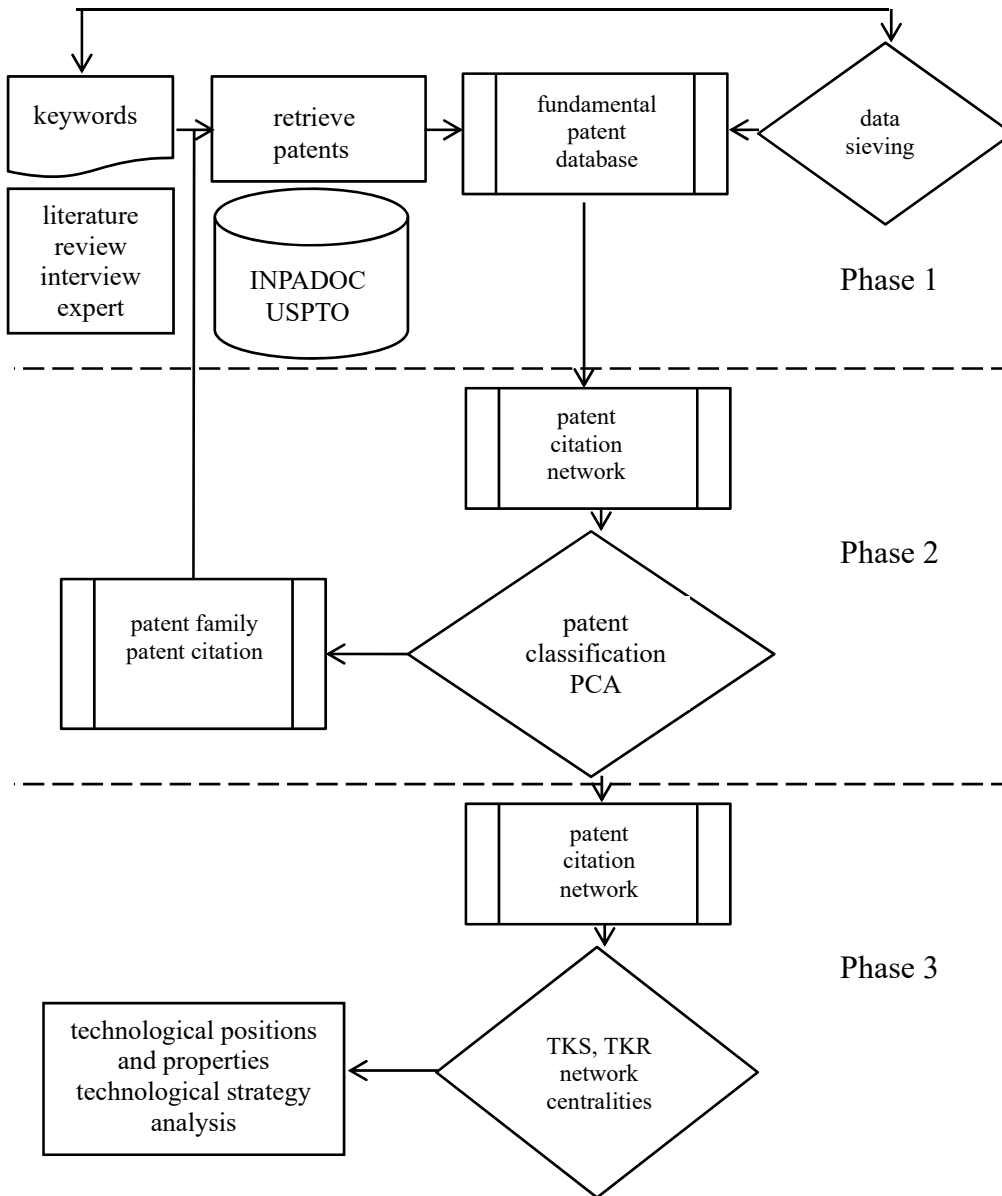 keywords
retrieve
patents
fundamental
patent
database
data
sieving
literature
review
interview
expert
INPADOC
USPTO
Phase 1
patent
citation
network
Phase 2
patent family
patent citation
patent
classification
PCA
patent
citation
network
Phase 3
technological positions
and properties
technological strategy
analysis
TKS, TKR
network
centralities